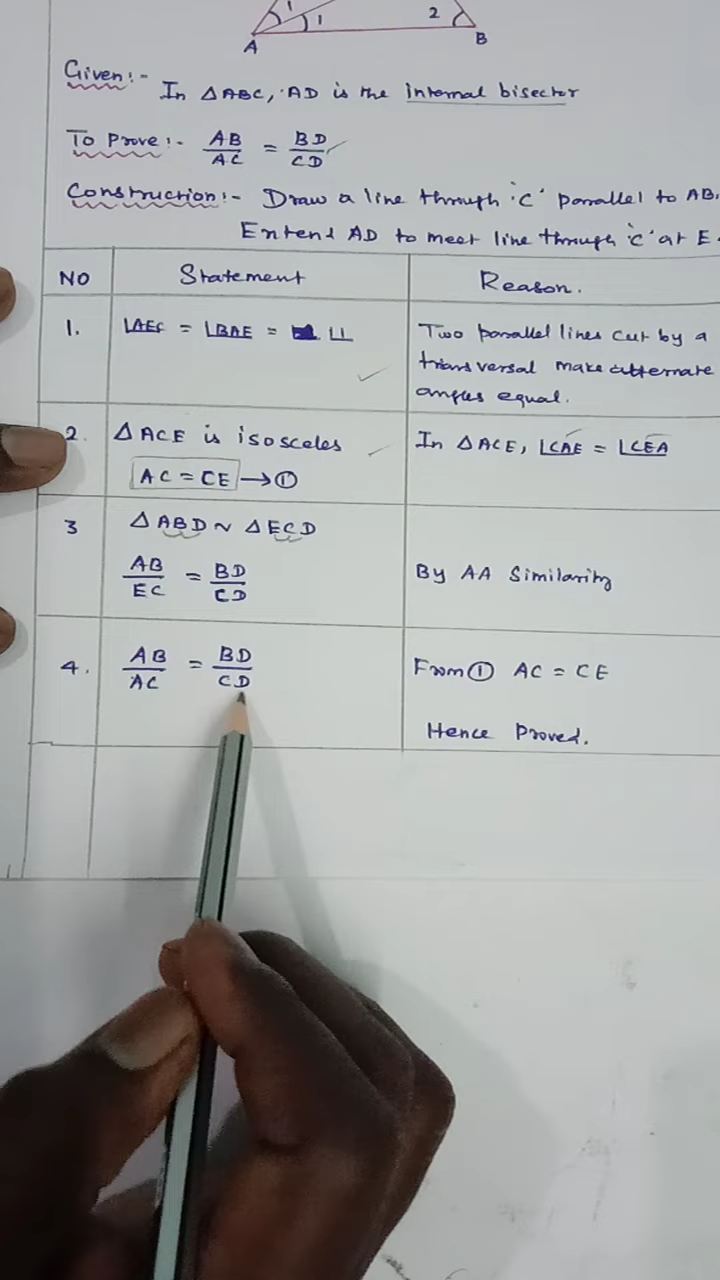 1
1
2
A
B
Given:-
In △ABC, AD is the internal bisector
To Prove:- AB/AC = BD/CD
Construction:- Draw a line through 'C' parallel to AB.
Extend AD to meet line through 'C' at E.
NO Statement Reason.
1. ∠AEC = ∠BAE = ∠1
Two parallel lines cut by a
transversal make alternate
angles equal.
2. △ACE is isosceles
AC = CE → ①
In △ACE, ∠CAE = ∠CEA
3 △ABD ~ △ECD
AB/EC = BD/CD
By AA Similarity
4. AB/AC = BD/CD
From ① AC = CE
Hence Proved.